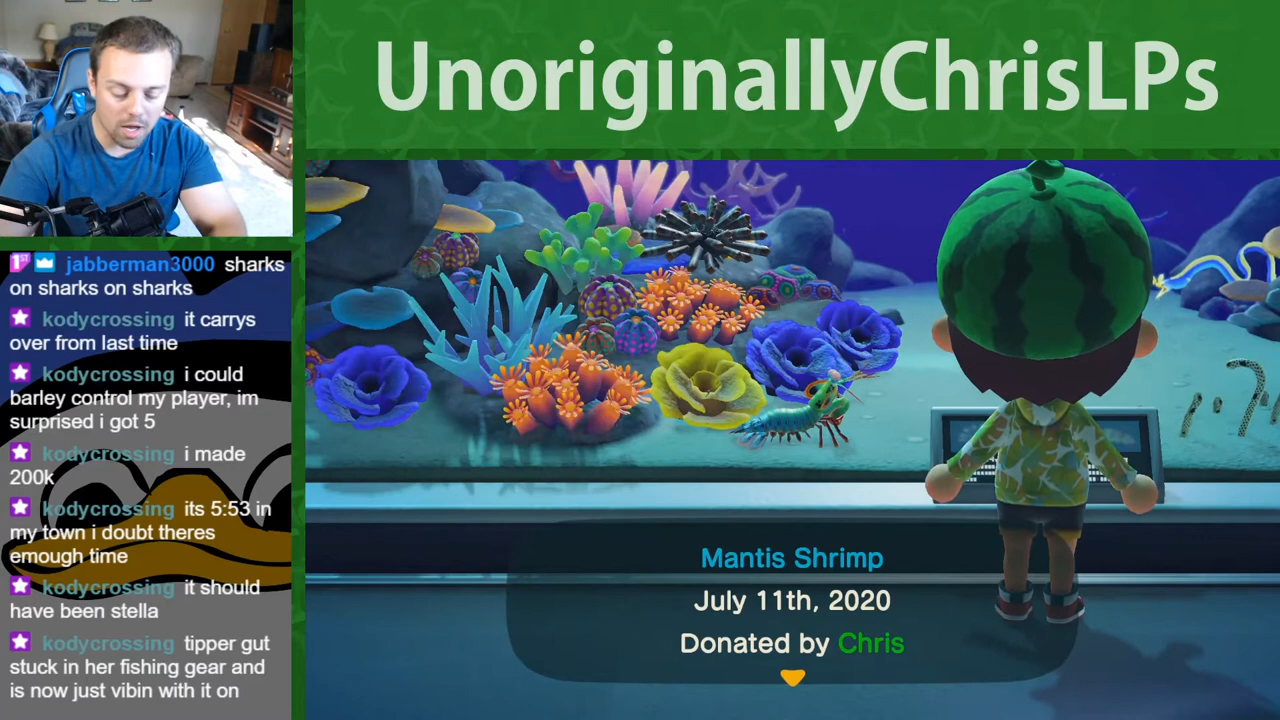 UnoriginallyChrisLPs
1ST jabberman3000 sharks
on sharks on sharks
kodycrossing it carrys
over from last time
kodycrossing i could
barley control my player, im
surprised i got 5
kodycrossing i made
200k
kodycrossing its 5:53 in
my town i doubt theres
emough time
kodycrossing it should
have been stella
kodycrossing tipper gut
stuck in her fishing gear and
is now just vibin with it on
Mantis Shrimp
July 11th, 2020
Donated by Chris